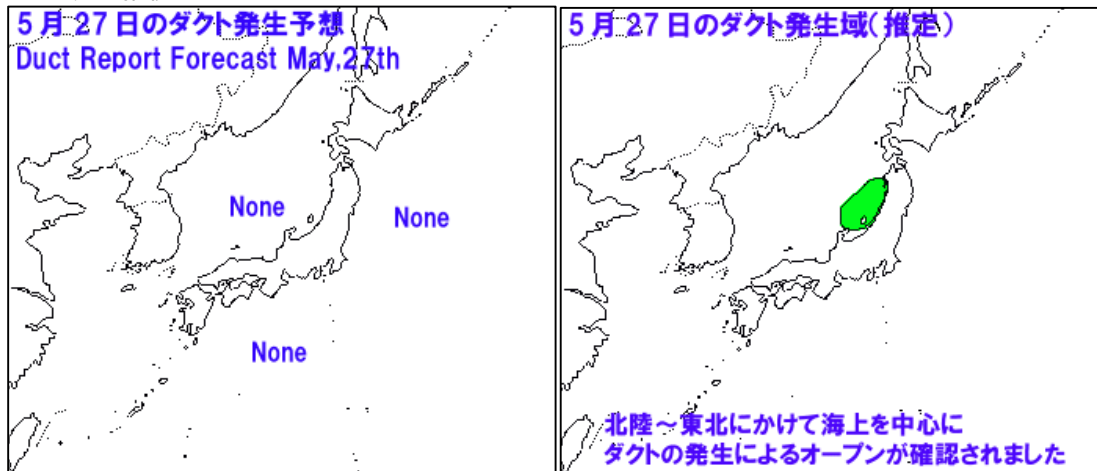 5月27日のダクト発生予想
Duct Report Forecast May,27th
None
None
None
5月27日のダクト発生域(推定)
北陸～東北にかけて海上を中心に
ダクトの発生によるオープンが確認されました